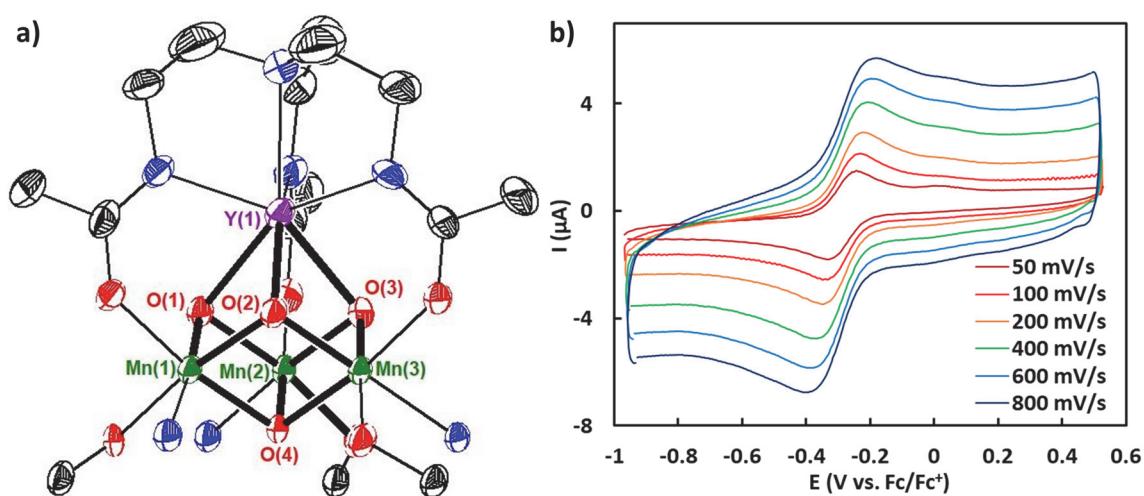 a)
Y(1)
O(1)
O(2)
O(3)
Mn(1)
Mn(2)
Mn(3)
O(4)
b)
4
0
-4
-8
I (µA)
50 mV/s
100 mV/s
200 mV/s
400 mV/s
600 mV/s
800 mV/s
-1 -0.8 -0.6 -0.4 -0.2 0 0.2 0.4 0.6
E (V vs. Fc/Fc⁺)